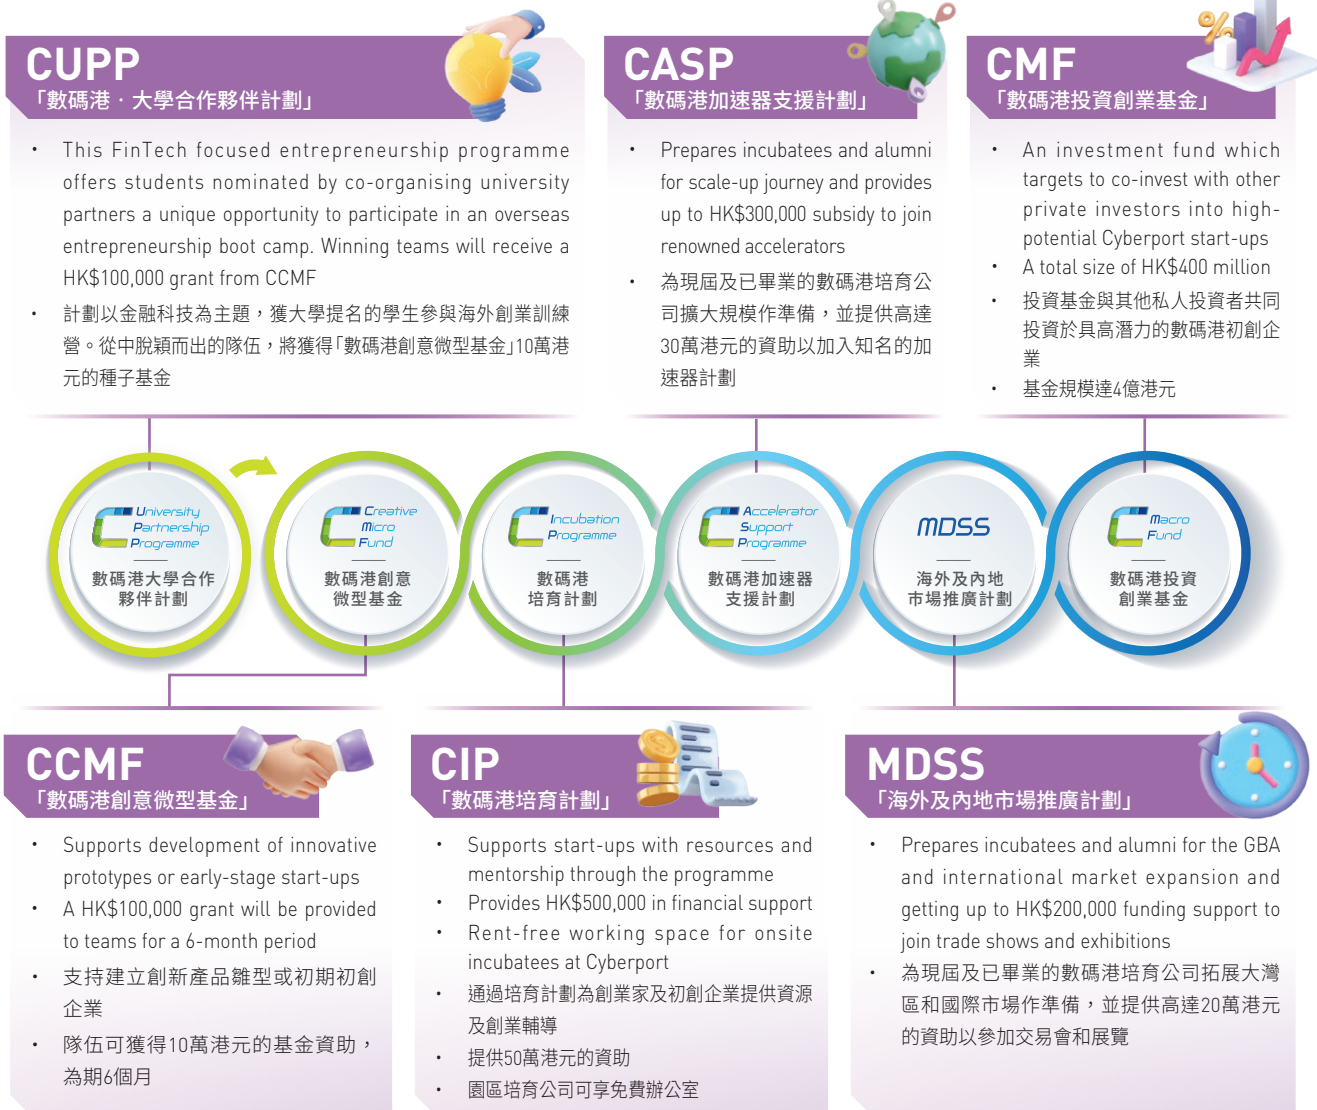 CUPP
「數碼港．大學合作夥伴計劃」
• This FinTech focused entrepreneurship programme
offers students nominated by co-organising university
partners a unique opportunity to participate in an overseas
entrepreneurship boot camp. Winning teams will receive a
HK$100,000 grant from CCMF
• 計劃以金融科技為主題，獲大學提名的學生參與海外創業訓練
營。從中脫穎而出的隊伍，將獲得「數碼港創意微型基金」10萬港
元的種子基金
CASP
「數碼港加速器支援計劃」
• Prepares incubatees and alumni
for scale-up journey and provides
up to HK$300,000 subsidy to join
renowned accelerators
• 為現屆及已畢業的數碼港培育公
司擴大規模作準備，並提供高達
30萬港元的資助以加入知名的加
速器計劃
CMF
「數碼港投資創業基金」
• An investment fund which
targets to co-invest with other
private investors into high-
potential Cyberport start-ups
• A total size of HK$400 million
• 投資基金與其他私人投資者共同
投資於具高潛力的數碼港初創企
業
• 基金規模達4億港元
C University
Partnership
Programme
數碼港大學合作
夥伴計劃
C Creative
Micro
Fund
數碼港創意
微型基金
C Incubation
Programme
數碼港
培育計劃
C Accelerator
Support
Programme
數碼港加速器
支援計劃
MDSS
海外及內地
市場推廣計劃
C Macro
Fund
數碼港投資
創業基金
CCMF
「數碼港創意微型基金」
• Supports development of innovative
prototypes or early-stage start-ups
• A HK$100,000 grant will be provided
to teams for a 6-month period
• 支持建立創新產品雛型或初期初創
企業
• 隊伍可獲得10萬港元的基金資助，
為期6個月
CIP
「數碼港培育計劃」
• Supports start-ups with resources and
mentorship through the programme
• Provides HK$500,000 in financial support
• Rent-free working space for onsite
incubatees at Cyberport
• 通過培育計劃為創業家及初創企業提供資源
及創業輔導
• 提供50萬港元的資助
• 園區培育公司可享免費辦公室
MDSS
「海外及內地市場推廣計劃」
• Prepares incubatees and alumni for the GBA
and international market expansion and
getting up to HK$200,000 funding support to
join trade shows and exhibitions
• 為現屆及已畢業的數碼港培育公司拓展大灣
區和國際市場作準備，並提供高達20萬港元
的資助以參加交易會和展覽